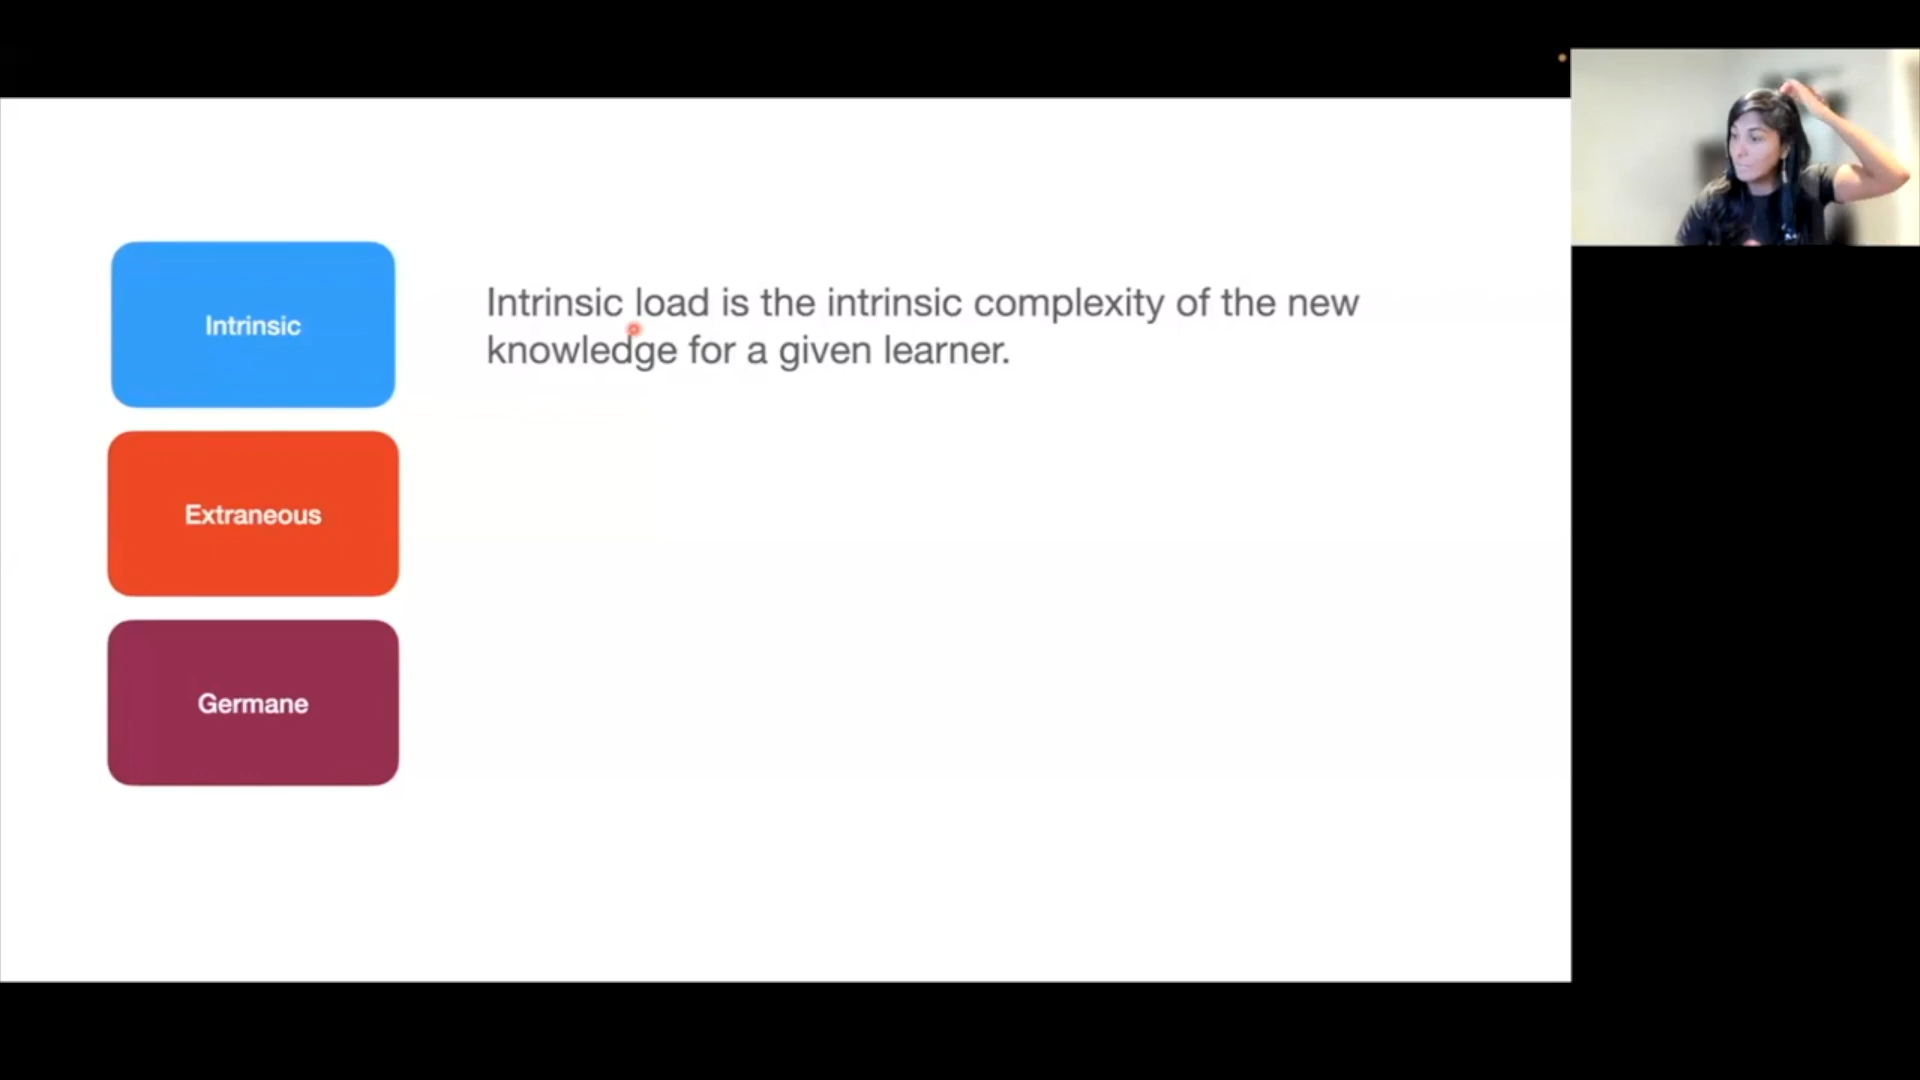 Intrinsic
Intrinsic load is the intrinsic complexity of the new
knowledge for a given learner.
Extraneous
Germane